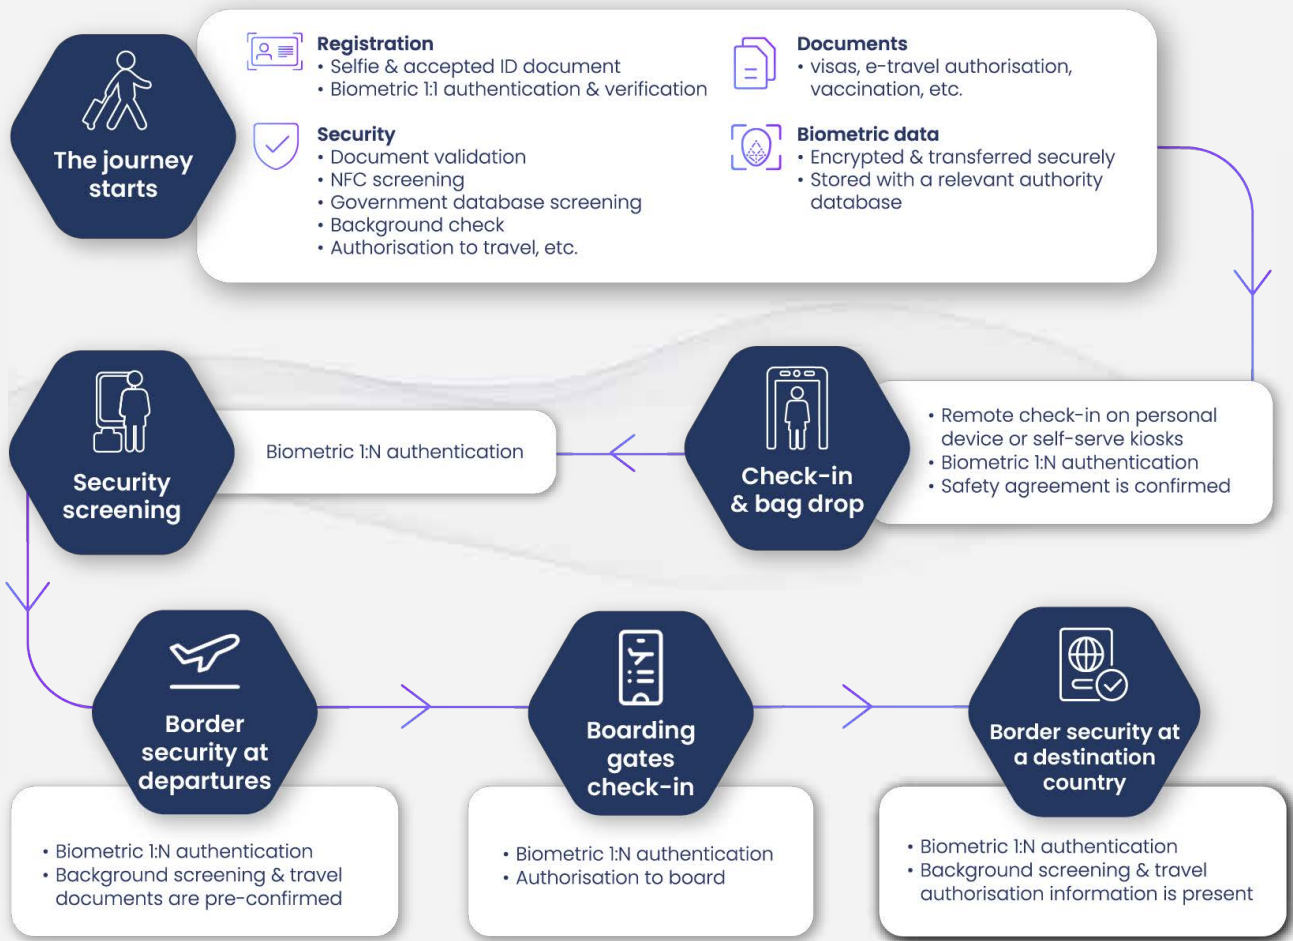 The journey
starts
Registration
• Selfie & accepted ID document
• Biometric 1:1 authentication & verification
Security
• Document validation
• NFC screening
• Government database screening
• Background check
• Authorisation to travel, etc.
Documents
• visas, e-travel authorisation,
vaccination, etc.
Biometric data
• Encrypted & transferred securely
• Stored with a relevant authority
database
Check-in
& bag drop
• Remote check-in on personal
device or self-serve kiosks
• Biometric 1:N authentication
• Safety agreement is confirmed
Security
screening
Biometric 1:N authentication
Border
security at
departures
• Biometric 1:N authentication
• Background screening & travel
documents are pre-confirmed
Boarding
gates
check-in
• Biometric 1:N authentication
• Authorisation to board
Border security at
a destination
country
• Biometric 1:N authentication
• Background screening & travel
authorisation information is present